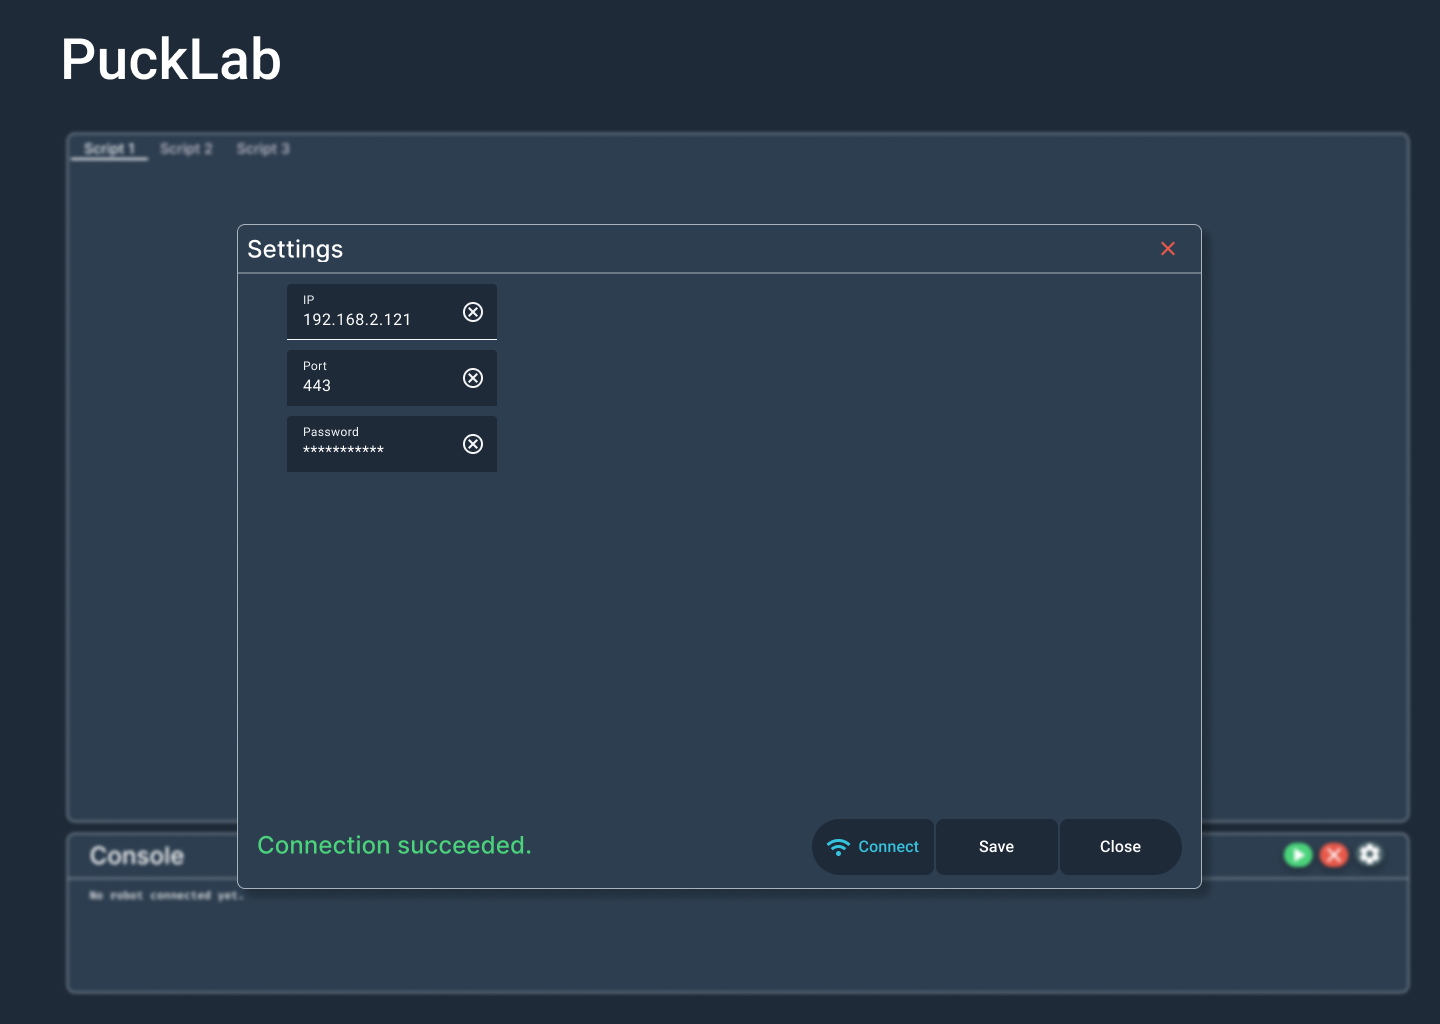 PuckLab
Script 1 Script 2 Script 3
Settings
IP
192.168.2.121
Port
443
Password
***********
Connection succeeded.
Connect Save Close
Console
No robot connected yet.